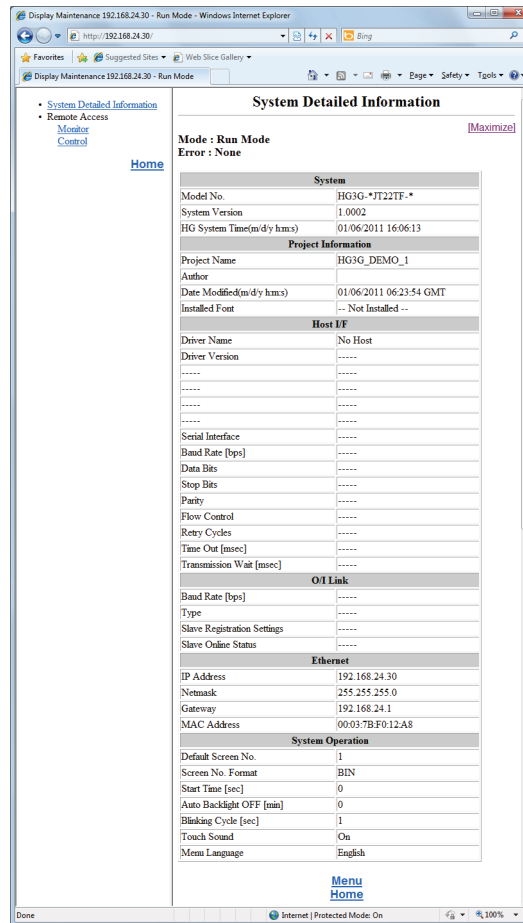 Display Maintenance 192.168.24.30 - Run Mode - Windows Internet Explorer
http://192.168.24.30/
Bing
Favorites Suggested Sites Web Slice Gallery
Display Maintenance 192.168.24.30 - Run Mode
Page Safety Tools
System Detailed Information
Remote Access
Monitor
Control
Home
System Detailed Information
[Maximize]
Mode : Run Mode
Error : None
System
Model No. HG3G-*JT22TF-*
System Version 1.0002
HG System Time(m/d/y h:m:s) 01/06/2011 16:06:13
Project Information
Project Name HG3G_DEMO_1
Author
Date Modified(m/d/y h:m:s) 01/06/2011 06:23:54 GMT
Installed Font -- Not Installed --
Host I/F
Driver Name No Host
Driver Version -----
----- -----
----- -----
----- -----
----- -----
Serial Interface -----
Baud Rate [bps] -----
Data Bits -----
Stop Bits -----
Parity -----
Flow Control -----
Retry Cycles -----
Time Out [msec] -----
Transmission Wait [msec] -----
O/I Link
Baud Rate [bps] -----
Type -----
Slave Registration Settings -----
Slave Online Status -----
Ethernet
IP Address 192.168.24.30
Netmask 255.255.255.0
Gateway 192.168.24.1
MAC Address 00:03:7B:F0:12:A8
System Operation
Default Screen No. 1
Screen No. Format BIN
Start Time [sec] 0
Auto Backlight OFF [min] 0
Blinking Cycle [sec] 1
Touch Sound On
Menu Language English
Menu
Home
Done Internet | Protected Mode: On 100%